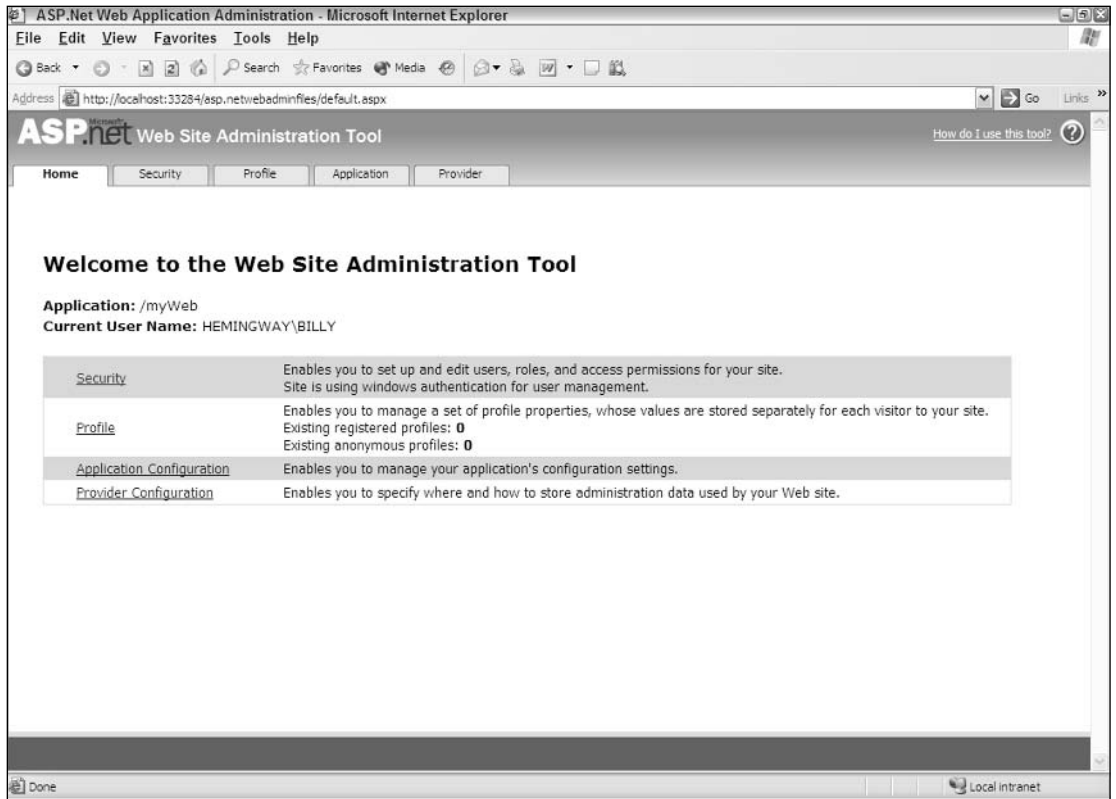 ASP.Net Web Application Administration - Microsoft Internet Explorer
File Edit View Favorites Tools Help
Back Search Favorites Media
Address http://localhost:33284/asp.netwebadminfiles/default.aspx Go Links »
Microsoft
ASP.net Web Site Administration Tool How do I use this tool? ?
Home Security Profile Application Provider
Welcome to the Web Site Administration Tool
Application: /myWeb
Current User Name: HEMINGWAY\BILLY
Security Enables you to set up and edit users, roles, and access permissions for your site.
Site is using windows authentication for user management.
Profile Enables you to manage a set of profile properties, whose values are stored separately for each visitor to your site.
Existing registered profiles: 0
Existing anonymous profiles: 0
Application Configuration Enables you to manage your application's configuration settings.
Provider Configuration Enables you to specify where and how to store administration data used by your Web site.
Done Local intranet